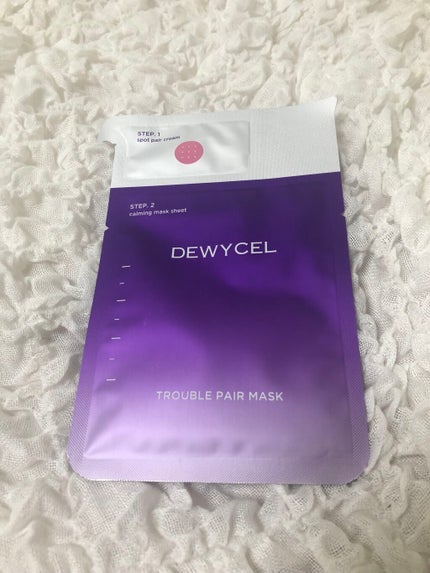 STEP. 1
spot pair cream
STEP. 2
calming mask sheet
DEWYCEL
TROUBLE PAIR MASK